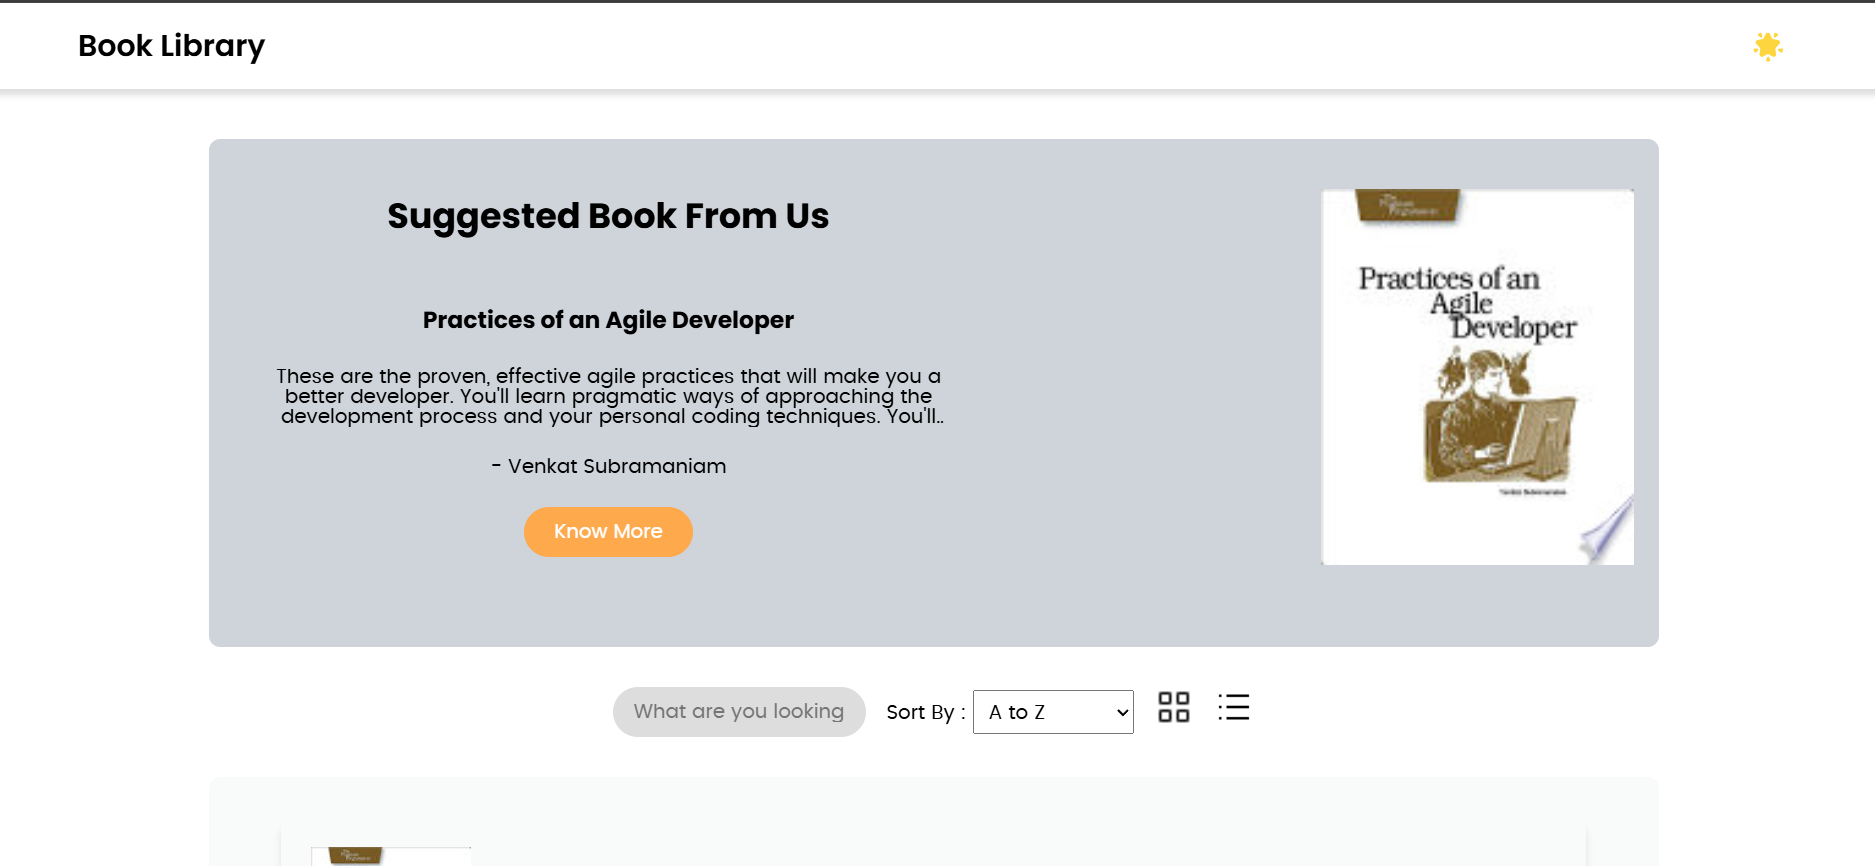 Book Library
Suggested Book From Us
Practices of an Agile Developer
These are the proven, effective agile practices that will make you a
better developer. You'll learn pragmatic ways of approaching the
development process and your personal coding techniques. You'll..
- Venkat Subramaniam
Know More
Practices of an
Agile
Developer
What are you looking
Sort By :
A to Z